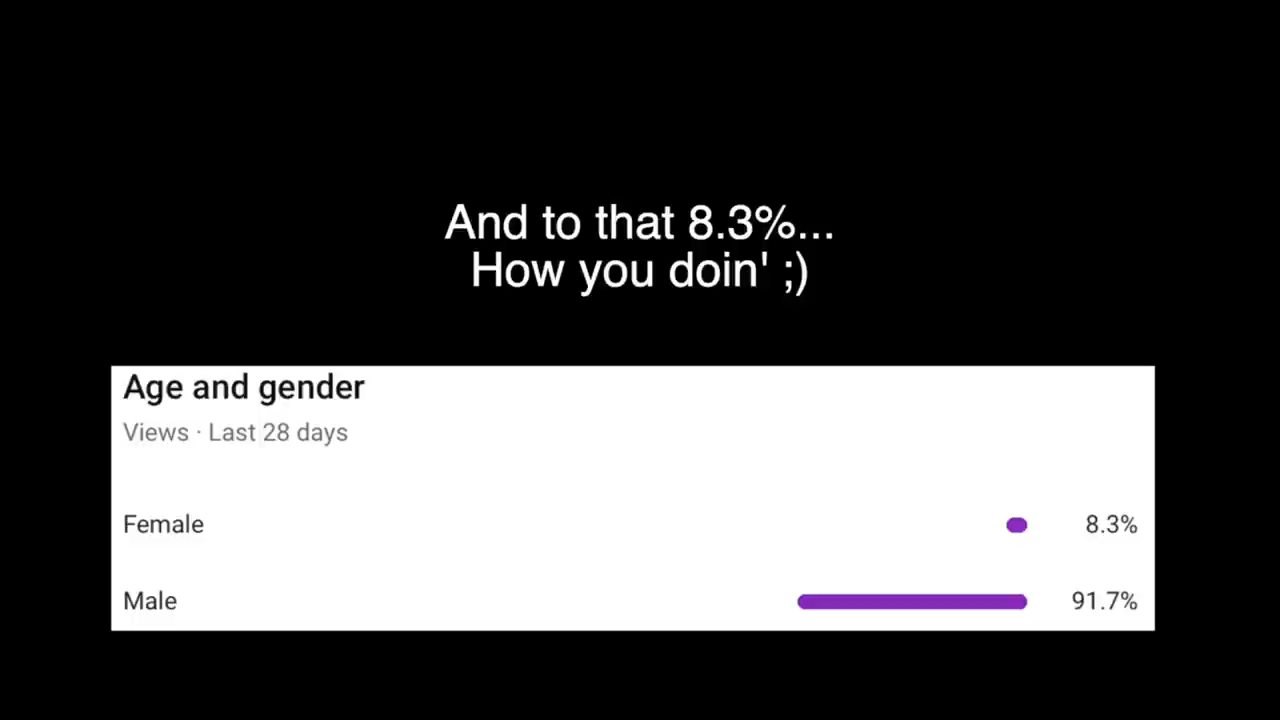 And to that 8.3%...
How you doin' ;)
Age and gender
Views · Last 28 days
Female 8.3%
Male 91.7%